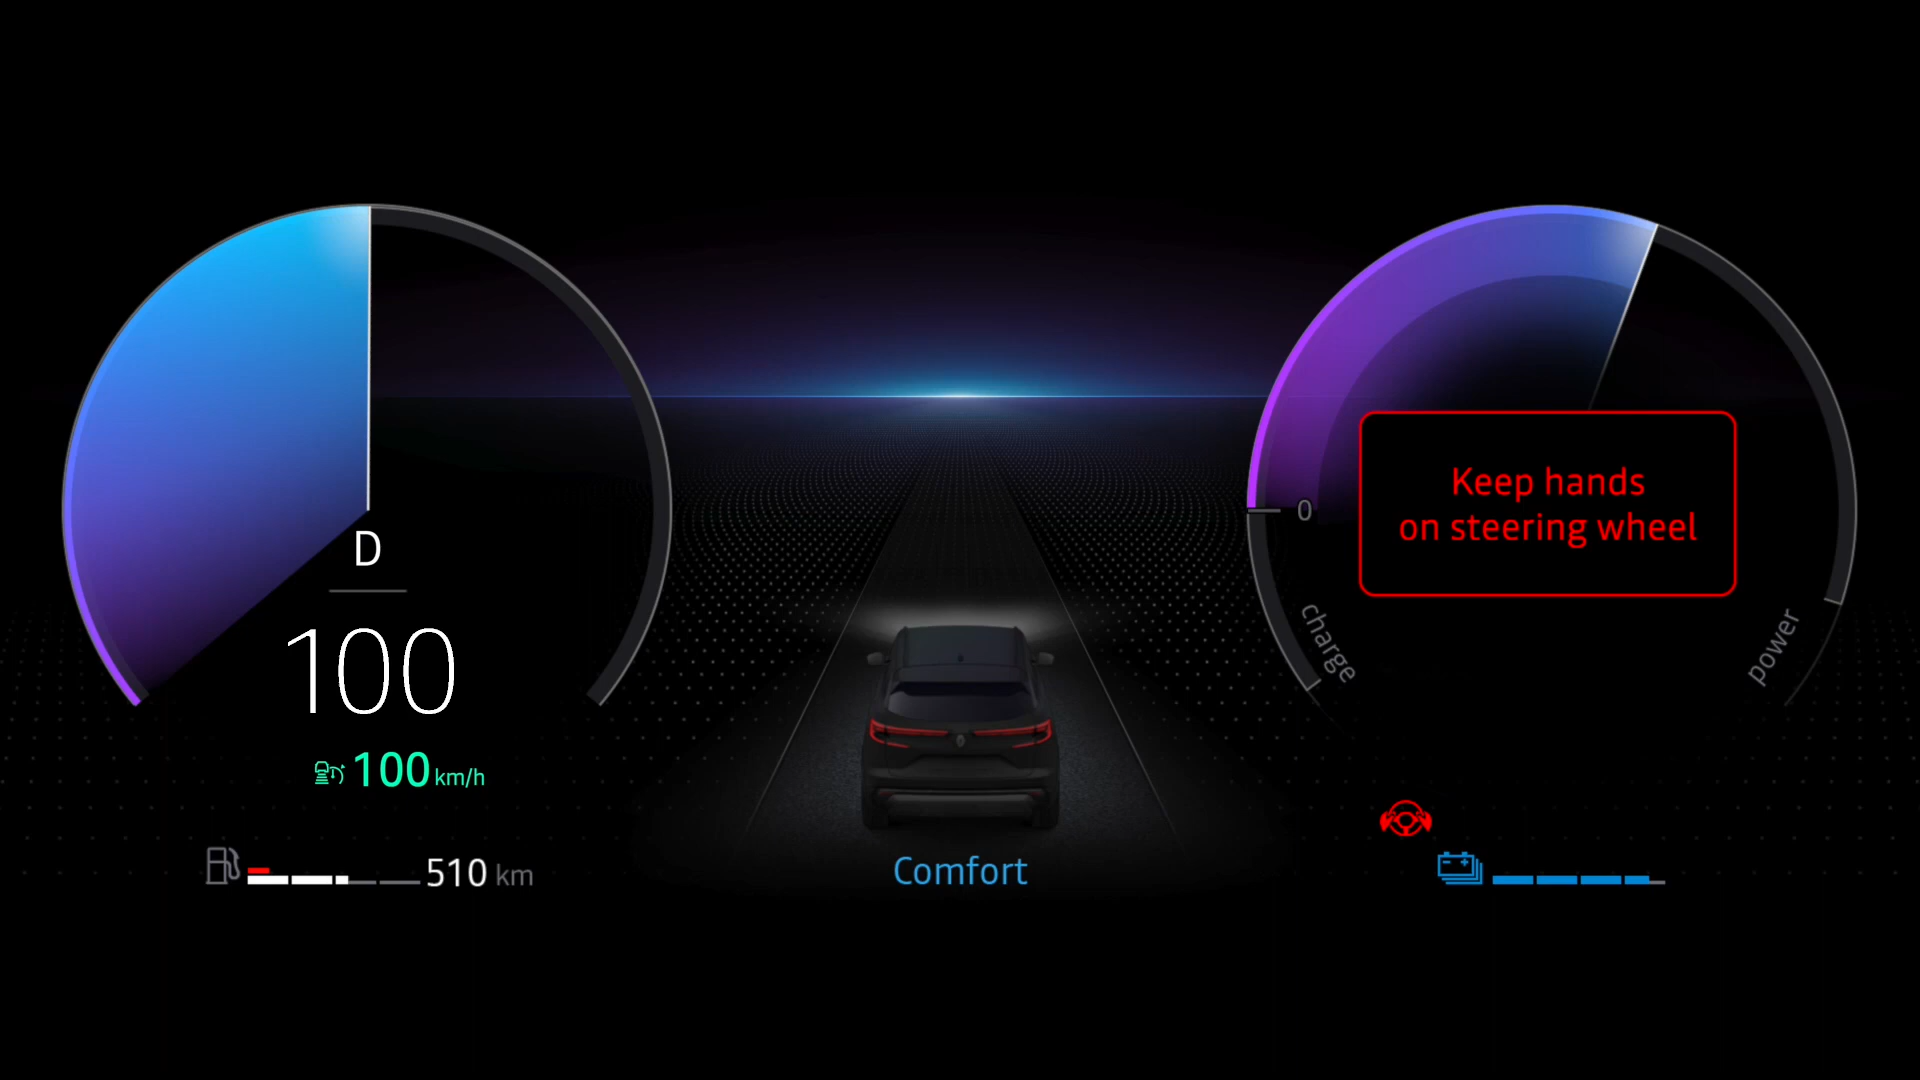 D
100
100 km/h
510 km
Comfort
0
charge
power
Keep hands
on steering wheel